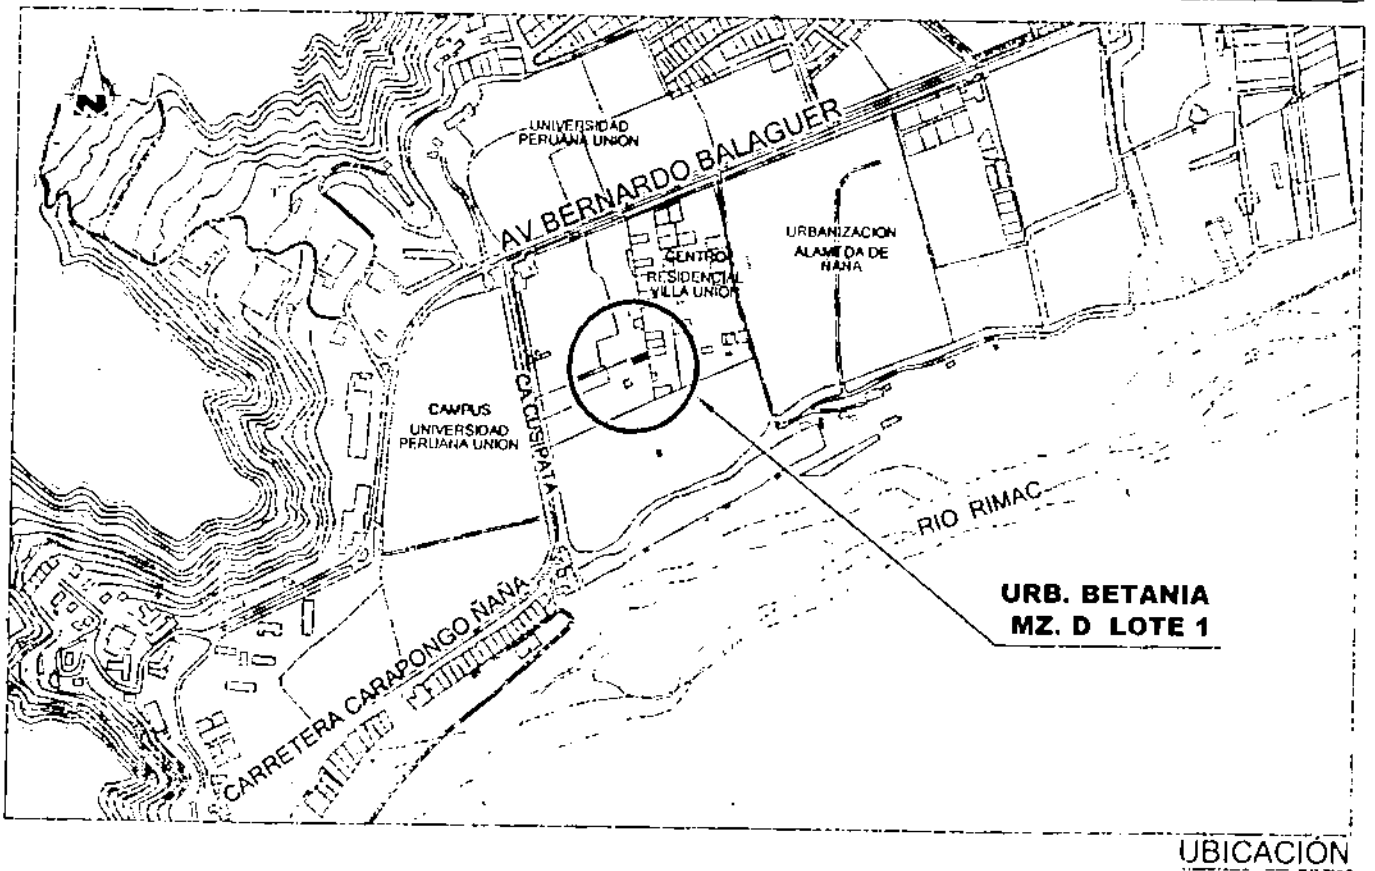 N
UNIVERSIDAD
PERUANA UNION
AV BERNARDO BALAGUER
CENTRO
RESIDENCIAL
VILLA UNION
URBANIZACION
ALAMEDA DE
ÑAÑA
CAMPUS
UNIVERSIDAD
PERUANA UNION
CA CUSIPATA
RIO RIMAC
URB. BETANIA
MZ. D LOTE 1
CARRETERA CARAPONGO ÑAÑA
UBICACIÓN